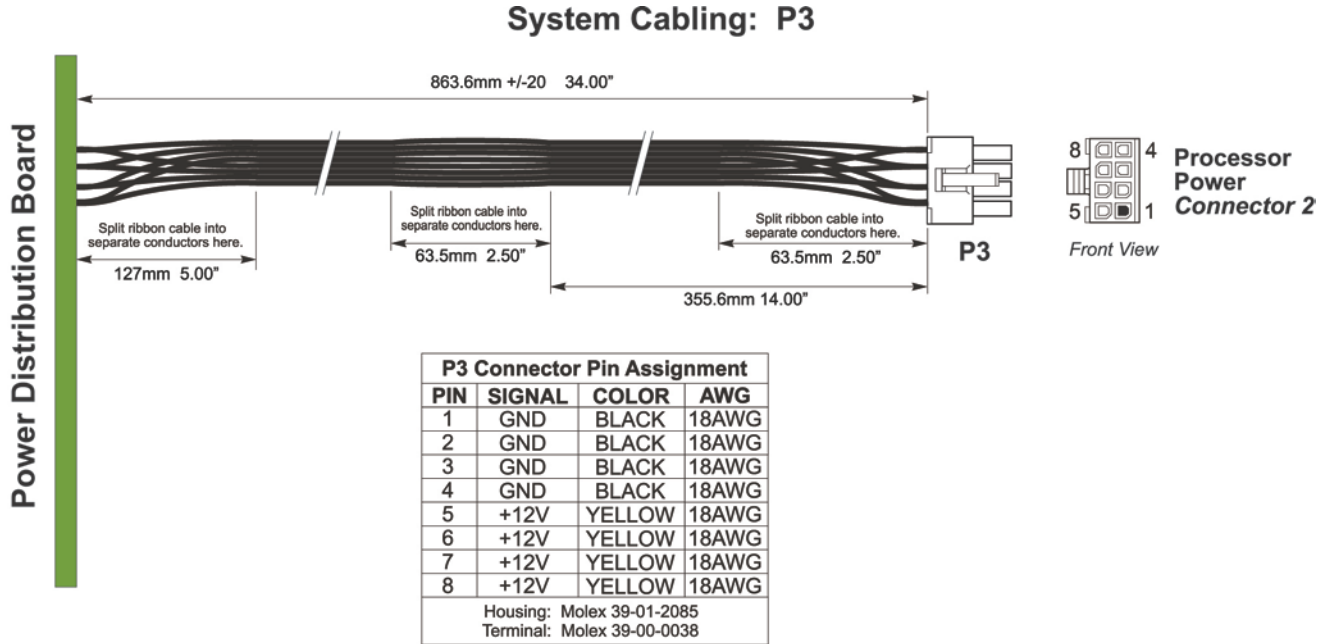 System Cabling: P3
Power Distribution Board
863.6mm +/-20 34.00”
Split ribbon cable into
separate conductors here.
127mm 5.00”
Split ribbon cable into
separate conductors here.
63.5mm 2.50”
Split ribbon cable into
separate conductors here.
63.5mm 2.50”
355.6mm 14.00”
P3
8 4
5 1
Front View
Processor
Power
Connector 2
P3 Connector Pin Assignment
PIN SIGNAL COLOR AWG
1 GND BLACK 18AWG
2 GND BLACK 18AWG
3 GND BLACK 18AWG
4 GND BLACK 18AWG
5 +12V YELLOW 18AWG
6 +12V YELLOW 18AWG
7 +12V YELLOW 18AWG
8 +12V YELLOW 18AWG
Housing: Molex 39-01-2085
Terminal: Molex 39-00-0038